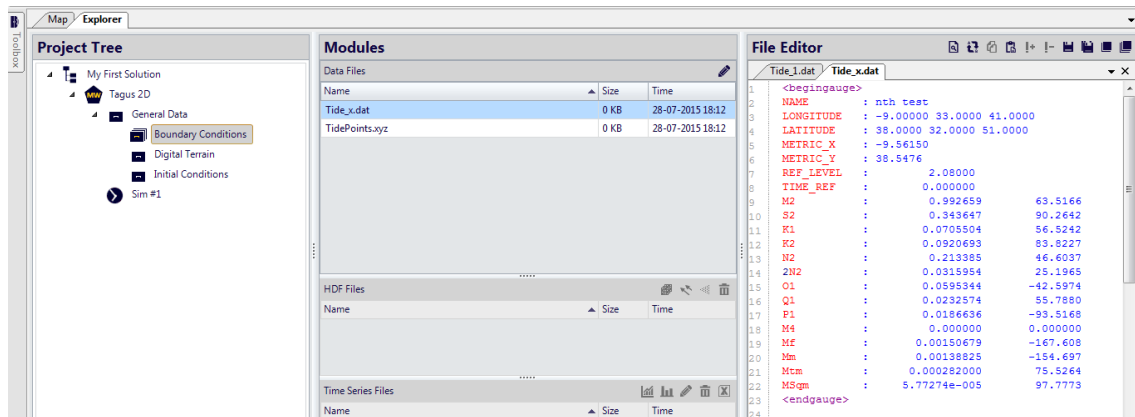 Map Explorer
Toolbox
Project Tree
My First Solution
MW Tagus 2D
General Data
Boundary Conditions
Digital Terrain
Initial Conditions
Sim #1
Modules
Data Files
Name Size Time
Tide_x.dat 0 KB 28-07-2015 18:12
TidePoints.xyz 0 KB 28-07-2015 18:12
HDF Files
Name Size Time
Time Series Files
Name Size Time
File Editor
Tide_1.dat Tide_x.dat
1 <begingauge>
2 NAME : nth test
3 LONGITUDE : -9.00000 33.0000 41.0000
4 LATITUDE : 38.0000 32.0000 51.0000
5 METRIC_X : -9.56150
6 METRIC_Y : 38.5476
7 REF_LEVEL : 2.08000
8 TIME_REF : 0.000000
9 M2 : 0.992659 63.5166
10 S2 : 0.343647 90.2642
11 K1 : 0.0705504 56.5242
12 K2 : 0.0920693 83.8227
13 N2 : 0.213385 46.6037
14 2N2 : 0.0315954 25.1965
15 O1 : 0.0595344 -42.5974
16 Q1 : 0.0232574 55.7880
17 P1 : 0.0186636 -93.5168
18 M4 : 0.000000 0.000000
19 Mf : 0.00150679 -167.608
20 Mm : 0.00138825 -154.697
21 Mtm : 0.000282000 75.5264
22 MSqm : 5.77274e-005 97.7773
23 <endgauge>
24